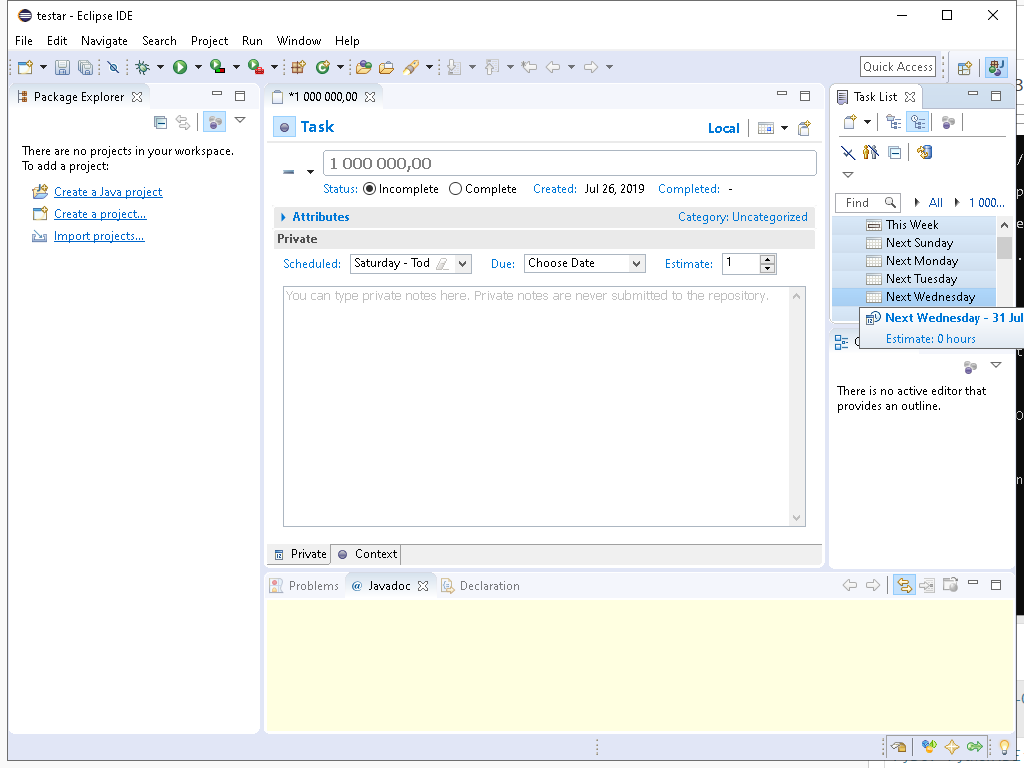 testar - Eclipse IDE
File Edit Navigate Search Project Run Window Help
Quick Access
Package Explorer
There are no projects in your workspace.
To add a project:
Create a Java project
Create a project...
Import projects...
*1 000 000,00
Task
Local
1 000 000,00
Status: Incomplete Complete Created: Jul 26, 2019 Completed: -
Attributes
Category: Uncategorized
Private
Scheduled: Saturday - Tod Due: Choose Date Estimate: 1
You can type private notes here. Private notes are never submitted to the repository.
Private Context
Problems @ Javadoc Declaration
Task List
Find All 1 000...
This Week
Next Sunday
Next Monday
Next Tuesday
Next Wednesday
Next Wednesday - 31 Jul
Estimate: 0 hours
There is no active editor that
provides an outline.